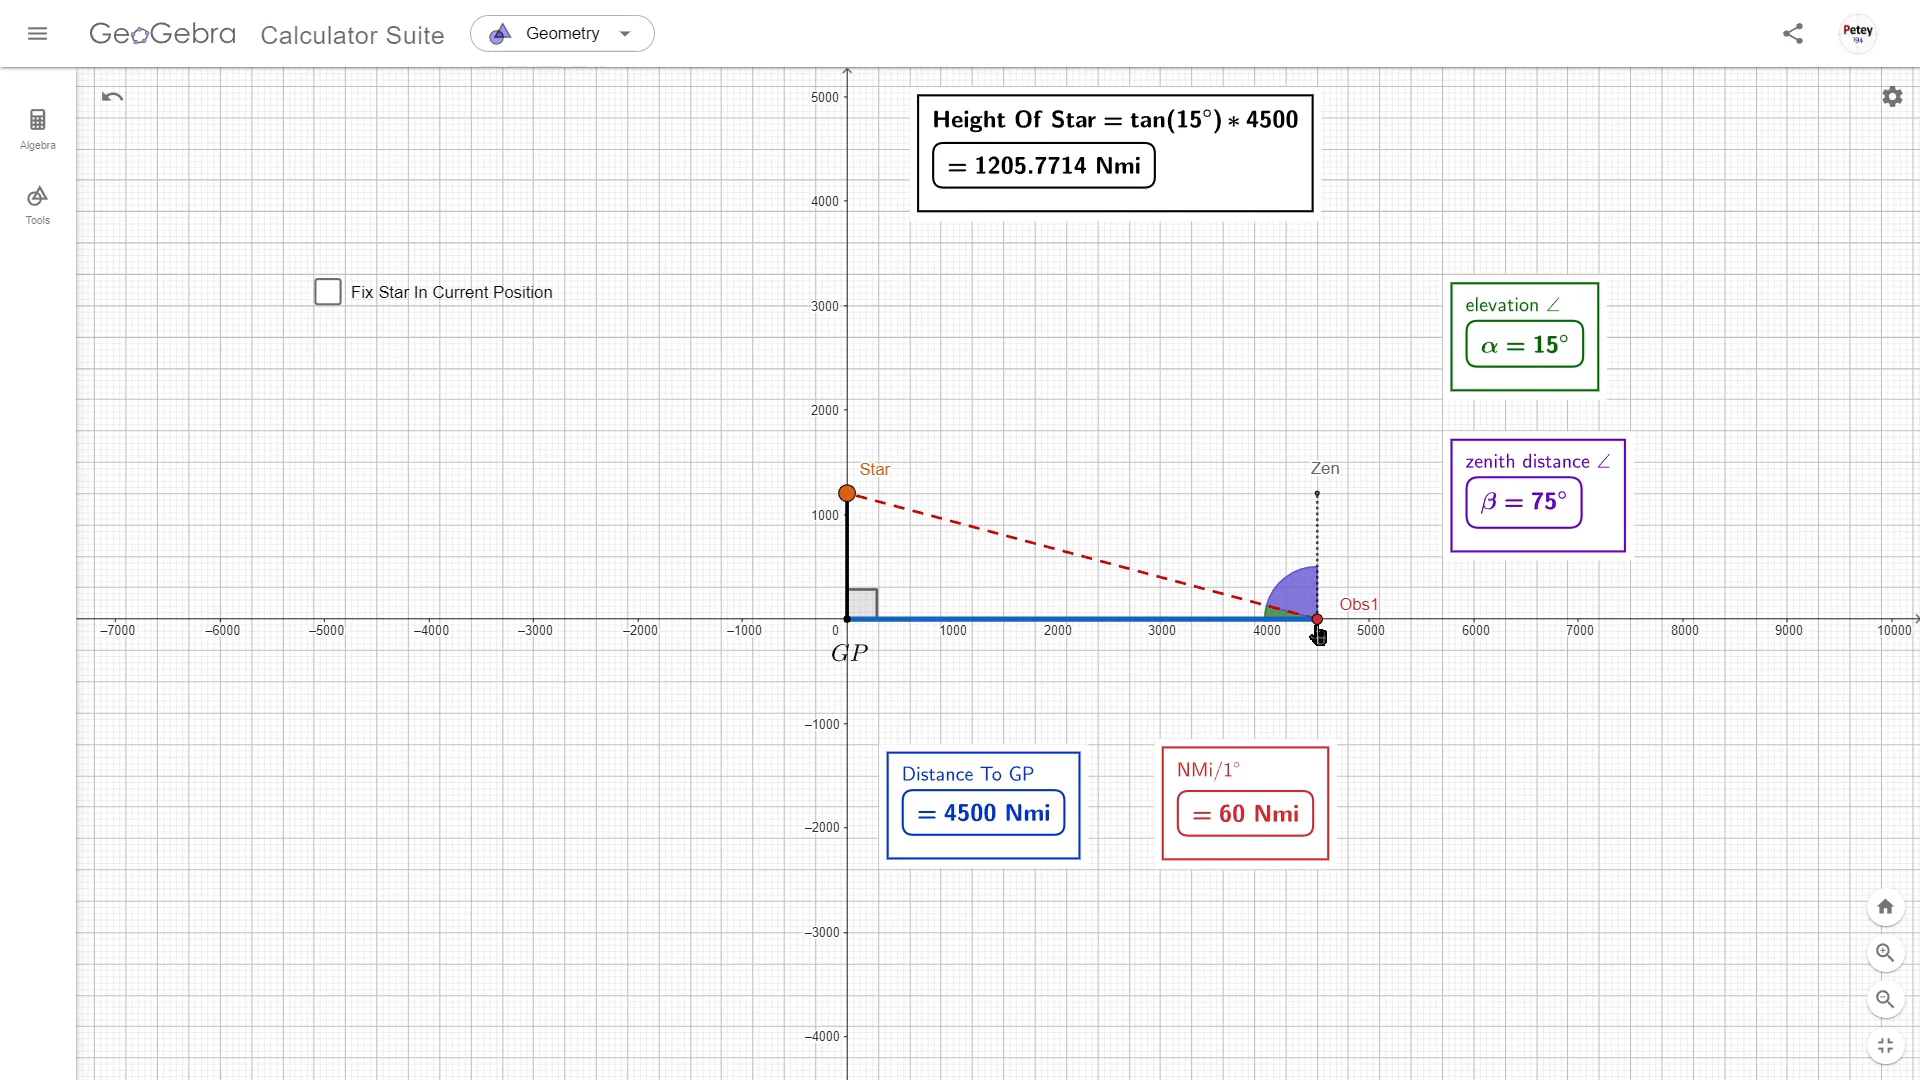 GeoGebra Calculator Suite Geometry
Petey
'94
Algebra
Tools
Height Of Star = tan(15°) * 4500
= 1205.7714 Nmi
Fix Star In Current Position
elevation ∠
α = 15°
zenith distance ∠
β = 75°
Star
Zen
Obs1
GP
5000
4000
3000
2000
1000
–7000 –6000 –5000 –4000 –3000 –2000 –1000 0 1000 2000 3000 4000 5000 6000 7000 8000 9000 10000
–1000
–2000
–3000
–4000
Distance To GP
= 4500 Nmi
NMi/1°
= 60 Nmi